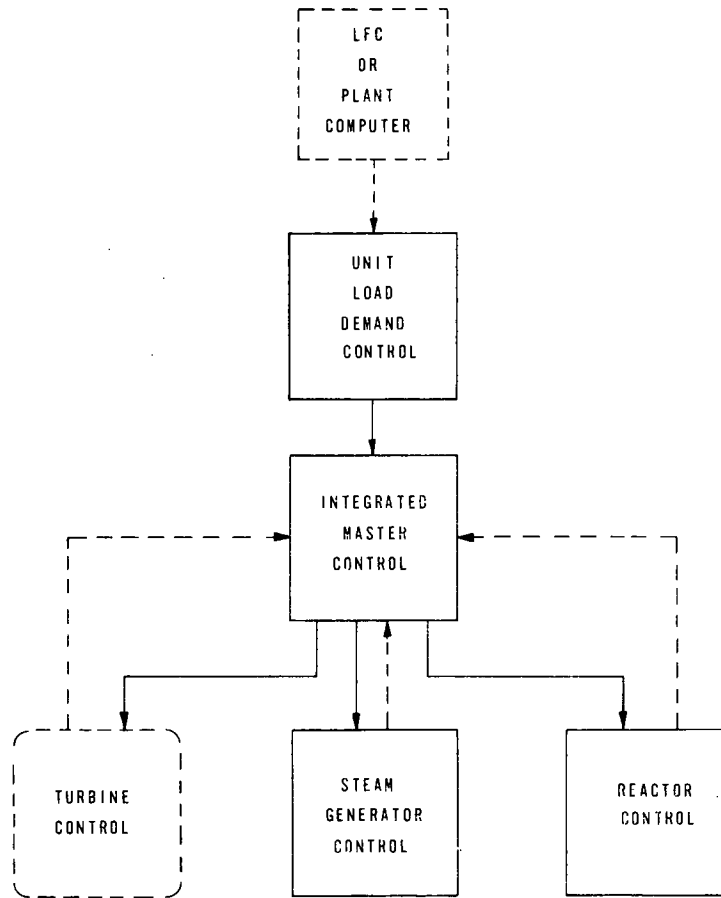 LFC
OR
PLANT
COMPUTER
UNIT
LOAD
DEMAND
CONTROL
INTEGRATED
MASTER
CONTROL
TURBINE
CONTROL
STEAM
GENERATOR
CONTROL
REACTOR
CONTROL